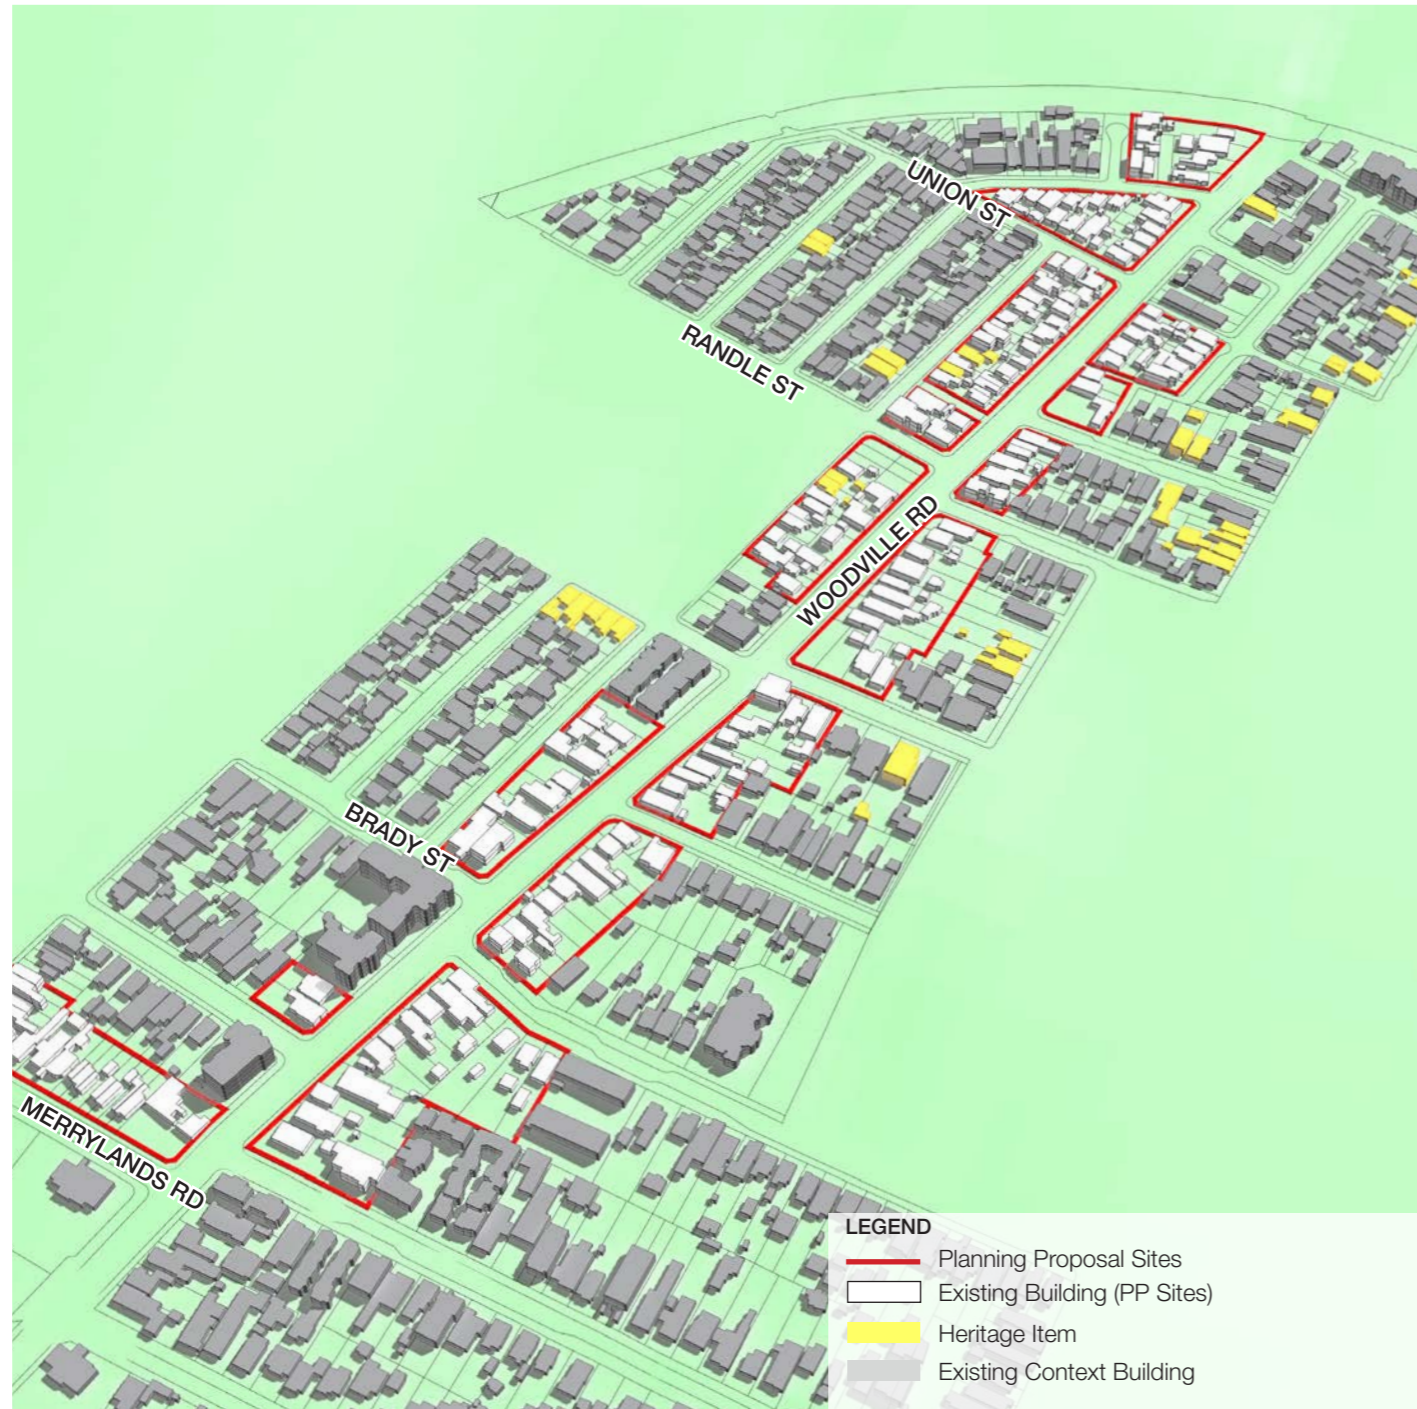 UNION ST
RANDLE ST
WOODVILLE RD
BRADY ST
MERRYLANDS RD
LEGEND
Planning Proposal Sites
Existing Building (PP Sites)
Heritage Item
Existing Context Building